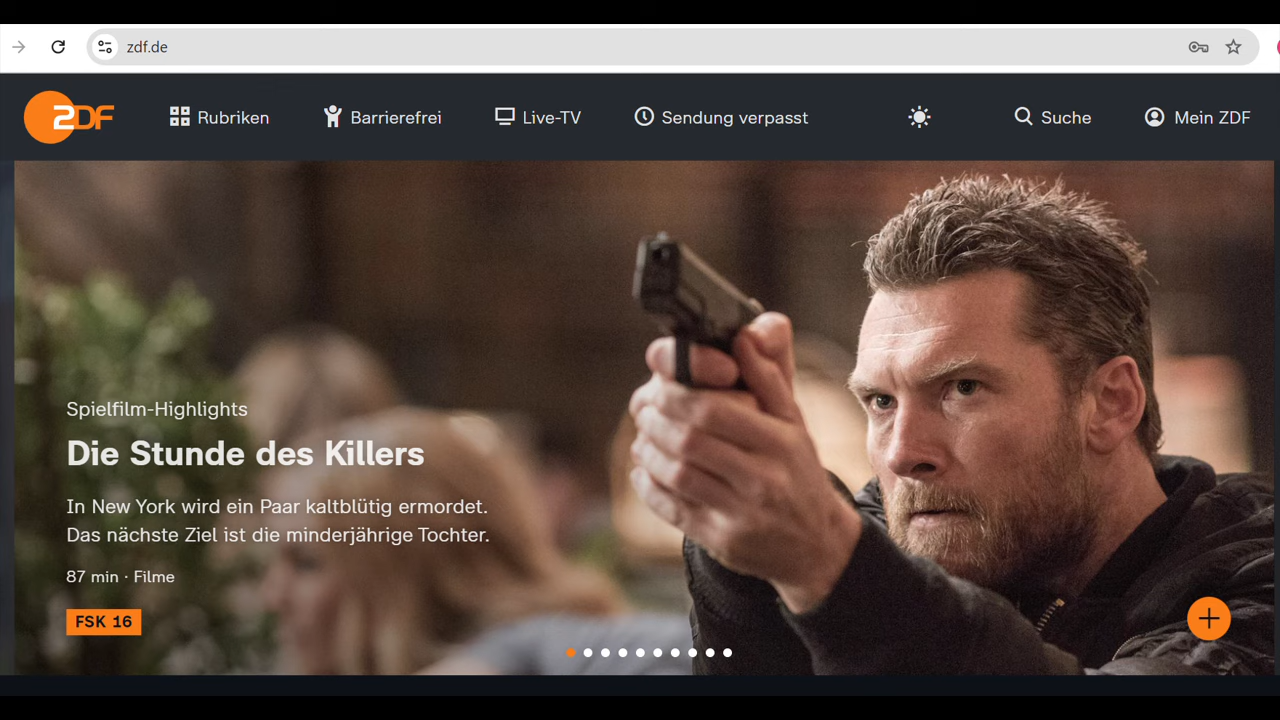 zdf.de
ZDF
Rubriken
Barrierefrei
Live-TV
Sendung verpasst
Suche
Mein ZDF
Spielfilm-Highlights
Die Stunde des Killers
In New York wird ein Paar kaltblütig ermordet.
Das nächste Ziel ist die minderjährige Tochter.
87 min · Filme
FSK 16